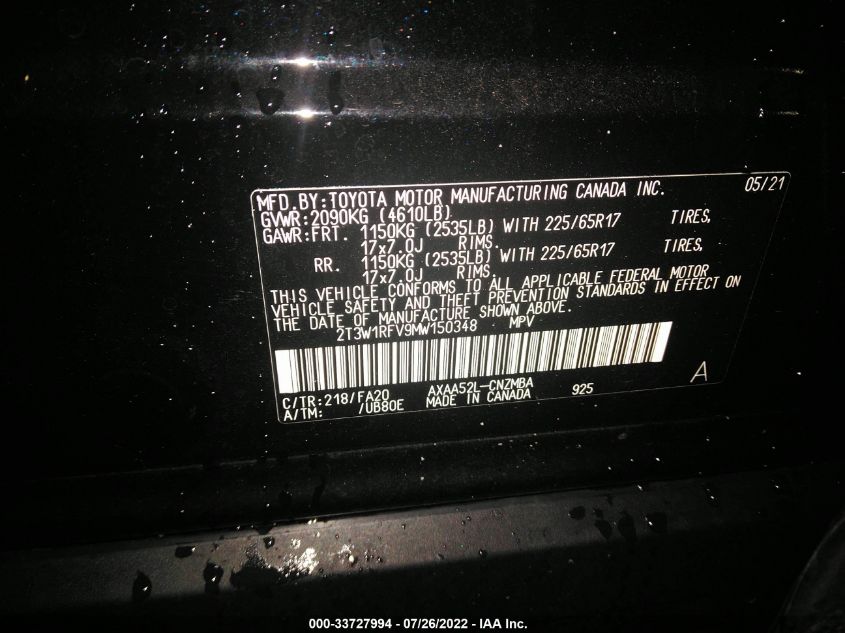 MFD.BY:TOYOTA MOTOR MANUFACTURING CANADA INC. 05/21
GVWR:2090KG (4610LB)
GAWR:FRT. 1150KG (2535LB) WITH 225/65R17 TIRES,
17x7.0J RIMS.
RR. 1150KG (2535LB) WITH 225/65R17 TIRES,
17x7.0J RIMS.
THIS VEHICLE CONFORMS TO ALL APPLICABLE FEDERAL MOTOR
VEHICLE SAFETY AND THEFT PREVENTION STANDARDS IN EFFECT ON
THE DATE OF MANUFACTURE SHOWN ABOVE.
2T3W1RFV9MW150348 MPV
C/TR:218/FA20 AXAA52L-CNZMBA 925 A
A/TM: /UB80E MADE IN CANADA
000-33727994 - 07/26/2022 - IAA Inc.